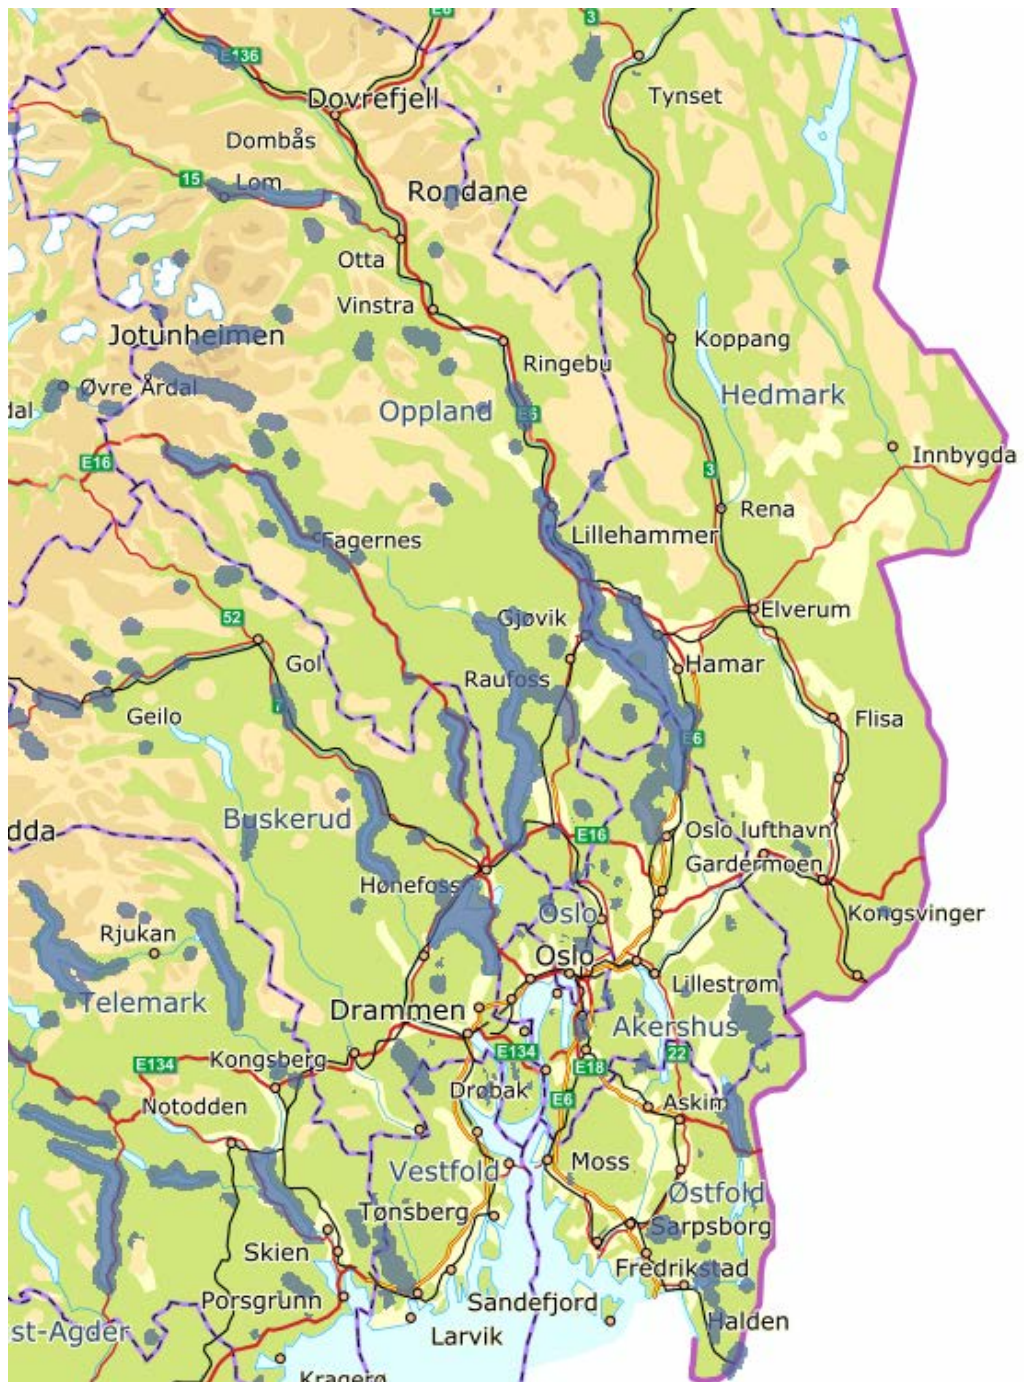 E6
3
E136
Tynset
Dovrefjell
Dombås
15
Lom
Rondane
Otta
Vinstra
Jotunheimen
Koppang
Ringebu
Øvre Årdal
Hedmark
dal
Oppland
E6
Innbygda
E16
3
Rena
Lillehammer
Fagernes
52
Gjøvik
Elverum
Gol
Hamar
Raufoss
7
Geilo
Flisa
E6
Buskerud
dda
E16
Oslo lufthavn
Gardermoen
Hønefoss
Oslo
Kongsvinger
Rjukan
Oslo
Lillestrøm
Telemark
Drammen
Akershus
E134
Kongsberg
E134
22
E18
Drøbak
E6
Askim
Notodden
Moss
Vestfold
Østfold
Tønsberg
Sarpsborg
Skien
Fredrikstad
Porsgrunn
Sandefjord
Halden
st-Agder
Larvik
Kragerø